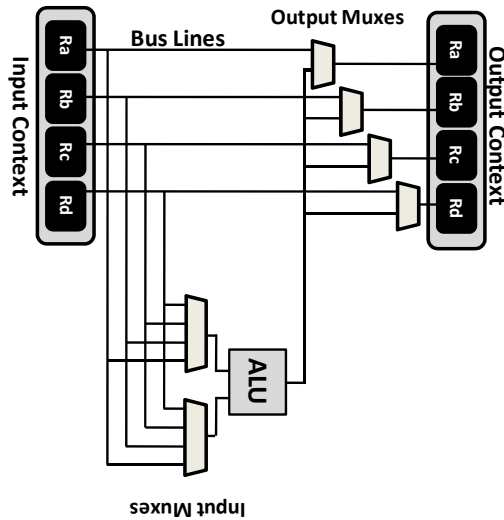 Output Muxes
Bus Lines
Input Context
Ra
Rb
Rc
Rd
Output Context
Ra
Rb
Rc
Rd
ALU
Input Muxes